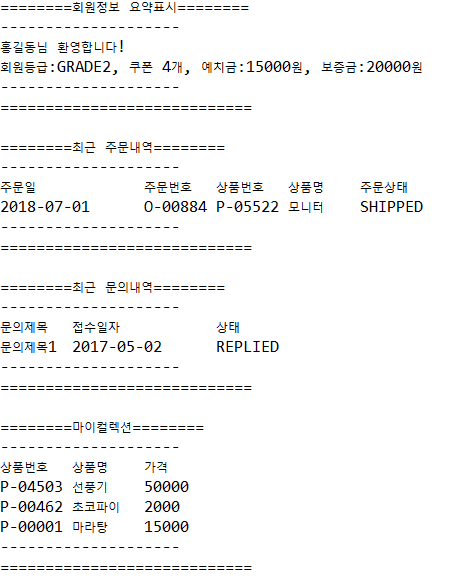 ========회원정보 요약표시========
--------------------
홍길동님 환영합니다!
회원등급:GRADE2, 쿠폰 4개, 예치금:15000원, 보증금:20000원
--------------------
============================
========최근 주문내역========
--------------------
주문일 주문번호 상품번호 상품명 주문상태
2018-07-01 O-00884 P-05522 모니터 SHIPPED
--------------------
============================
========최근 문의내역========
--------------------
문의제목 접수일자 상태
문의제목1 2017-05-02 REPLIED
--------------------
============================
========마이컬렉션========
--------------------
상품번호 상품명 가격
P-04503 선풍기 50000
P-00462 초코파이 2000
P-00001 마라탕 15000
--------------------
============================